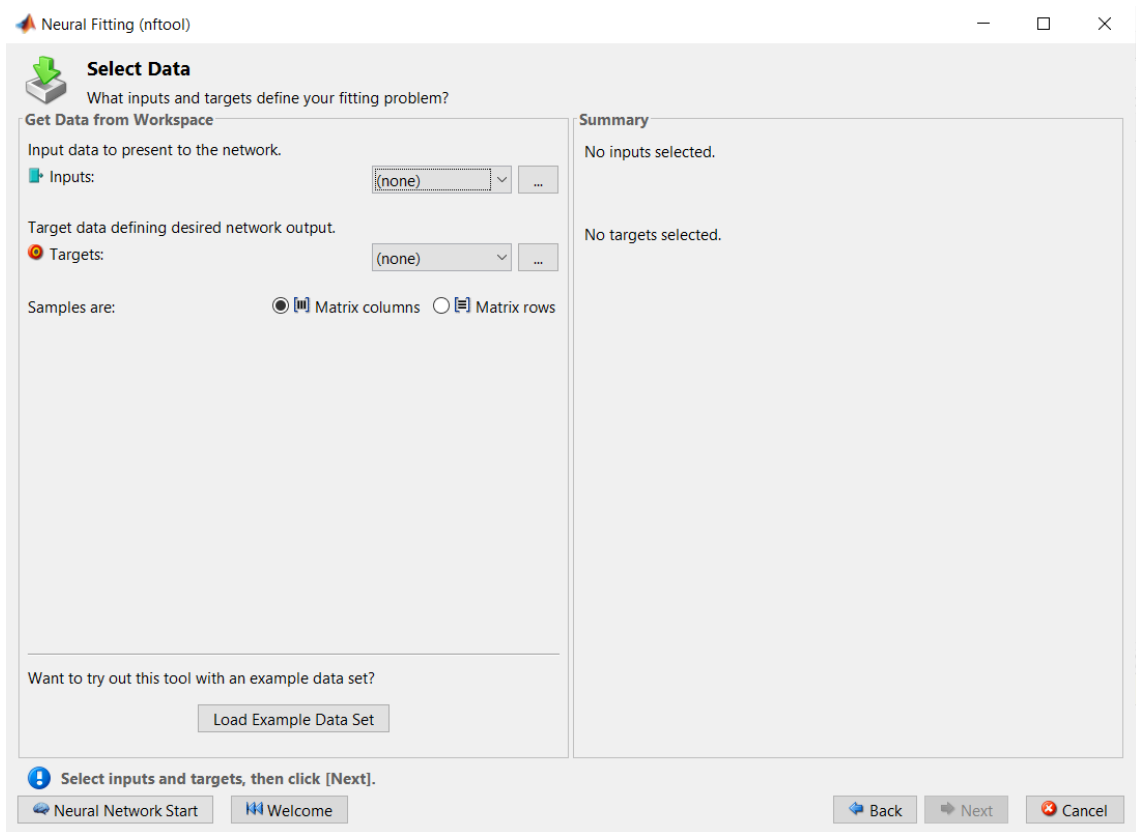 Neural Fitting (nftool)
Select Data
What inputs and targets define your fitting problem?
Get Data from Workspace
Input data to present to the network.
Inputs:
(none)
...
Target data defining desired network output.
Targets:
(none)
...
Samples are:
Matrix columns
Matrix rows
Want to try out this tool with an example data set?
Load Example Data Set
Summary
No inputs selected.
No targets selected.
Select inputs and targets, then click [Next].
Neural Network Start
Welcome
Back
Next
Cancel